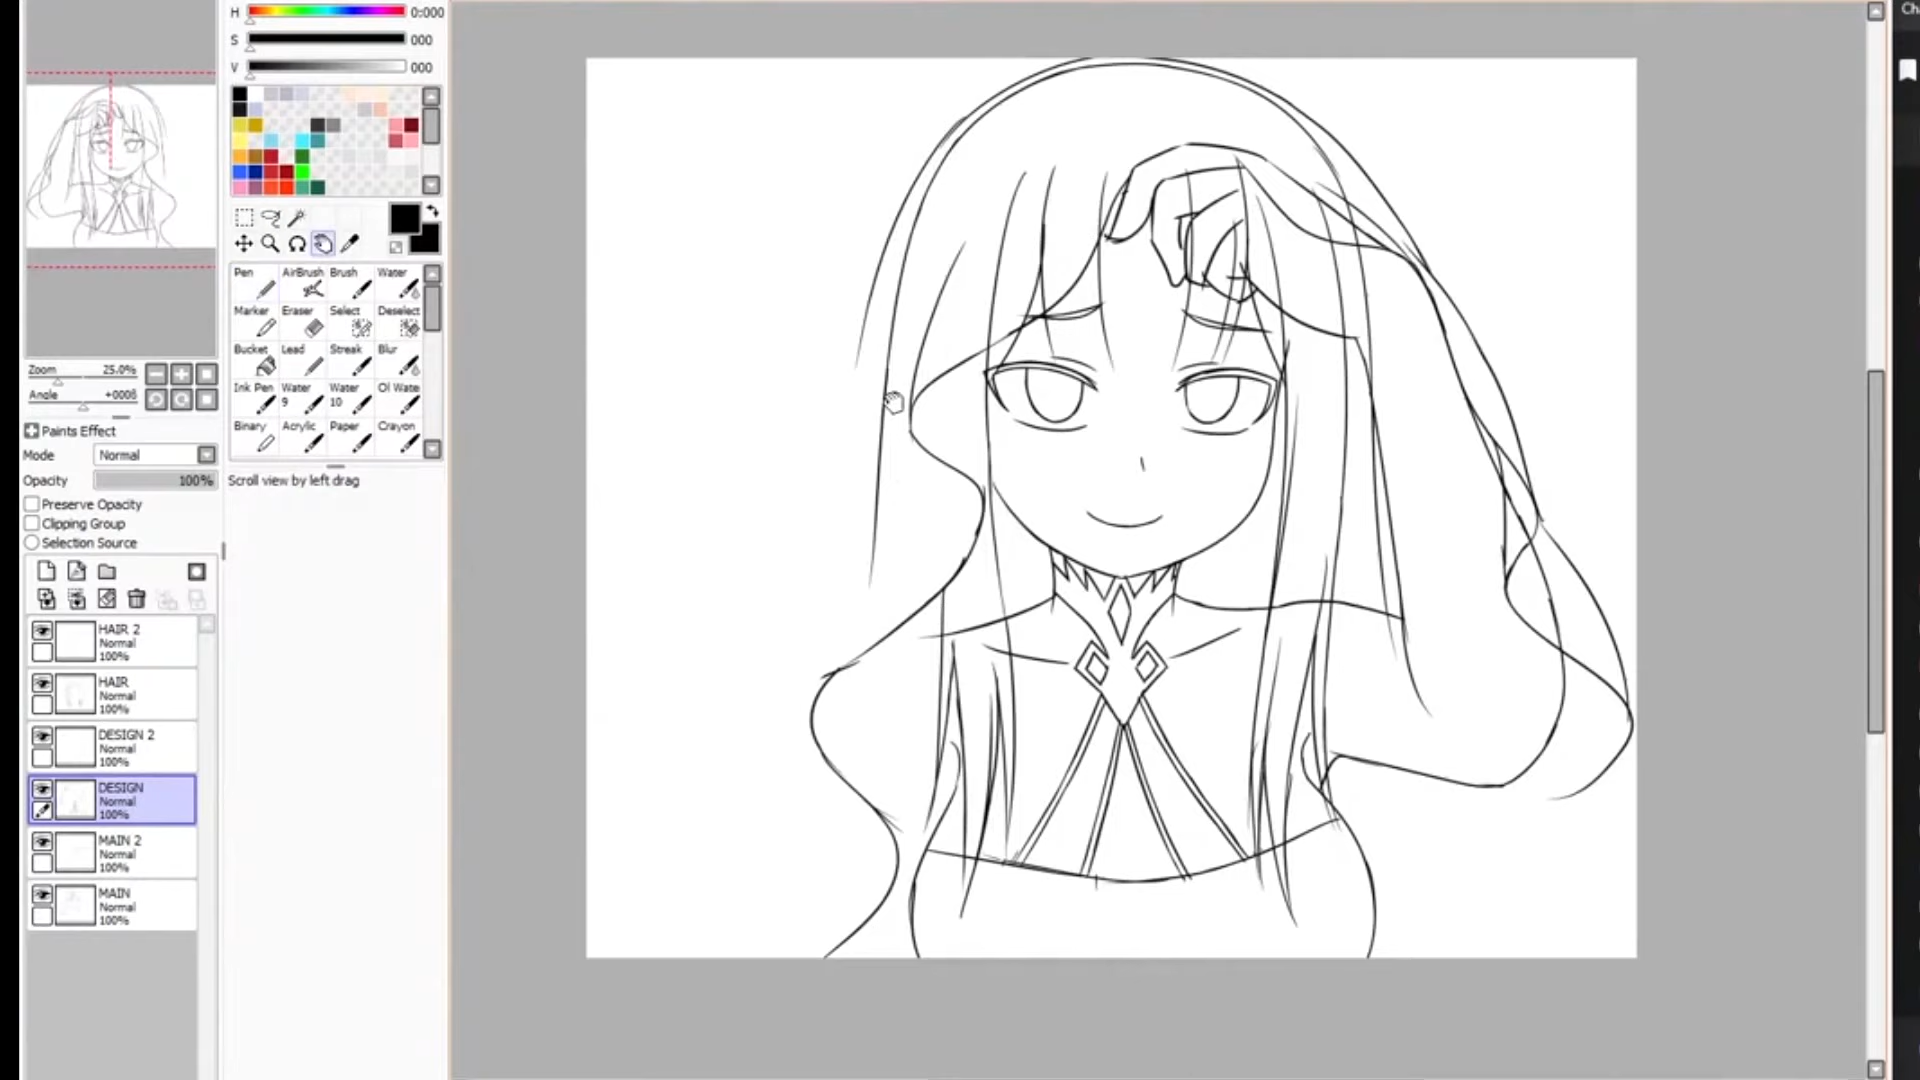 H 0:000
S 000
V 000
Ch
Pen AirBrush Brush Water
Marker Eraser Select Deselect
Bucket Lead Streak Blur
Ink Pen Water 9 Water 10 Ol Wate
Binary Acrylic Paper Crayon
Zoom 25.0%
Angle +0008
Paints Effect
Mode Normal
Opacity 100%
Scroll view by left drag
Preserve Opacity
Clipping Group
Selection Source
HAIR 2
Normal
100%
HAIR
Normal
100%
DESIGN 2
Normal
100%
DESIGN
Normal
100%
MAIN 2
Normal
100%
MAIN
Normal
100%